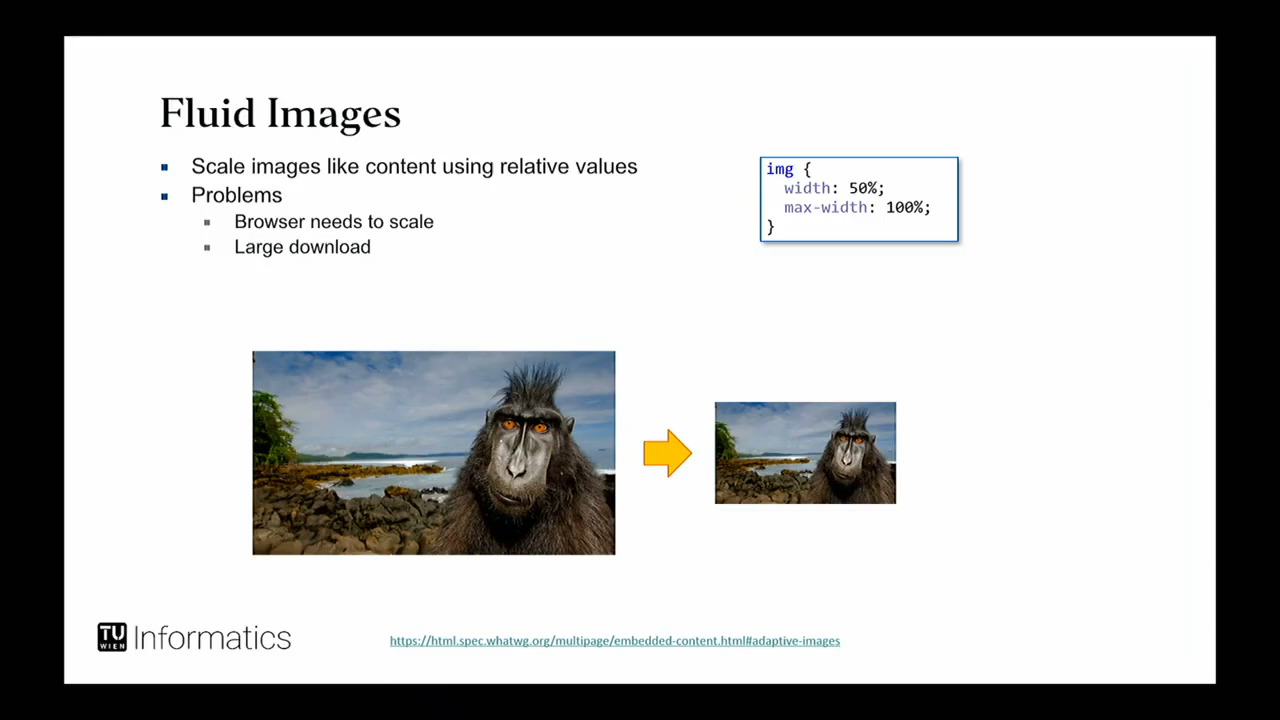 Fluid Images
Scale images like content using relative values
Problems
Browser needs to scale
Large download
img {
width: 50%;
max-width: 100%;
}
TU
WIEN
Informatics
https://html.spec.whatwg.org/multipage/embedded-content.html#adaptive-images